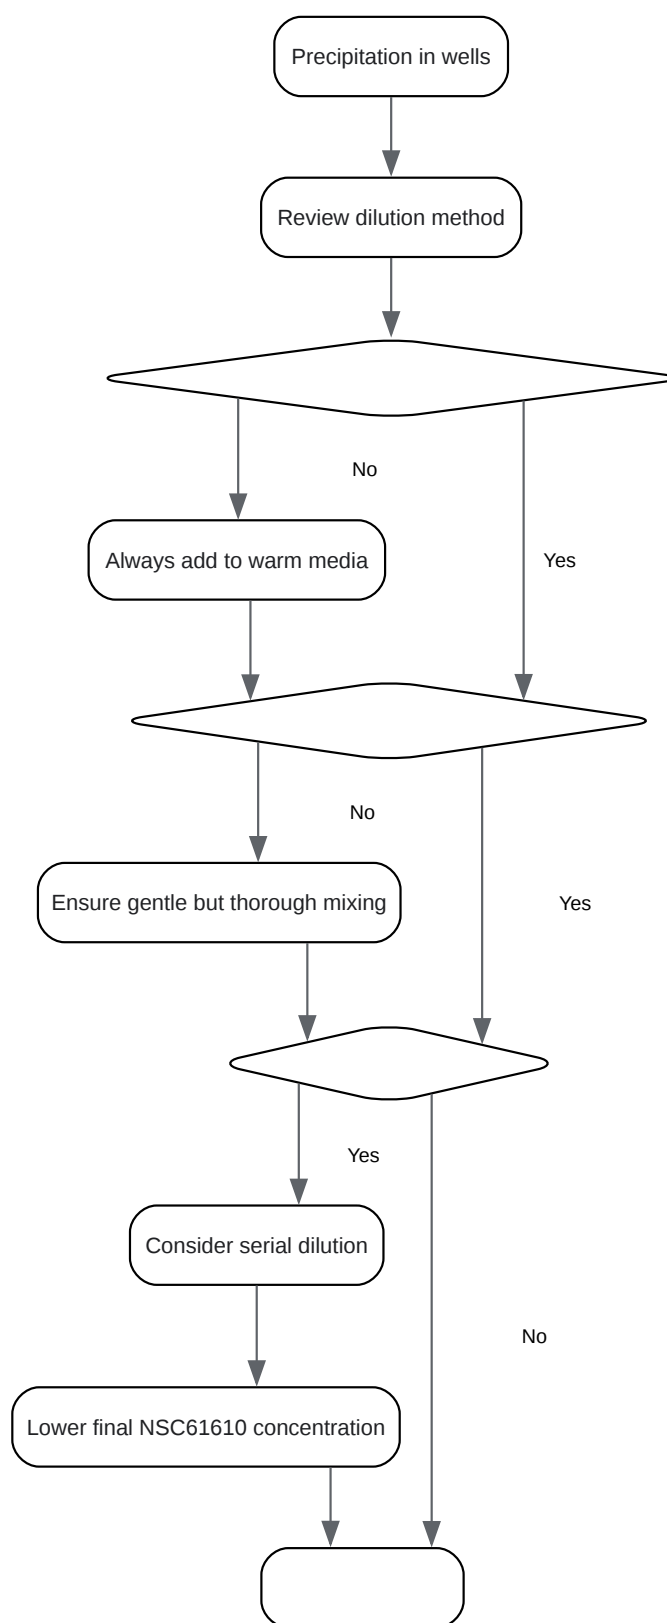 Precipitation in wells
Review dilution method
No
Always add to warm media
Yes
No
Ensure gentle but thorough mixing
Yes
Yes
Consider serial dilution
No
Lower final NSC61610 concentration